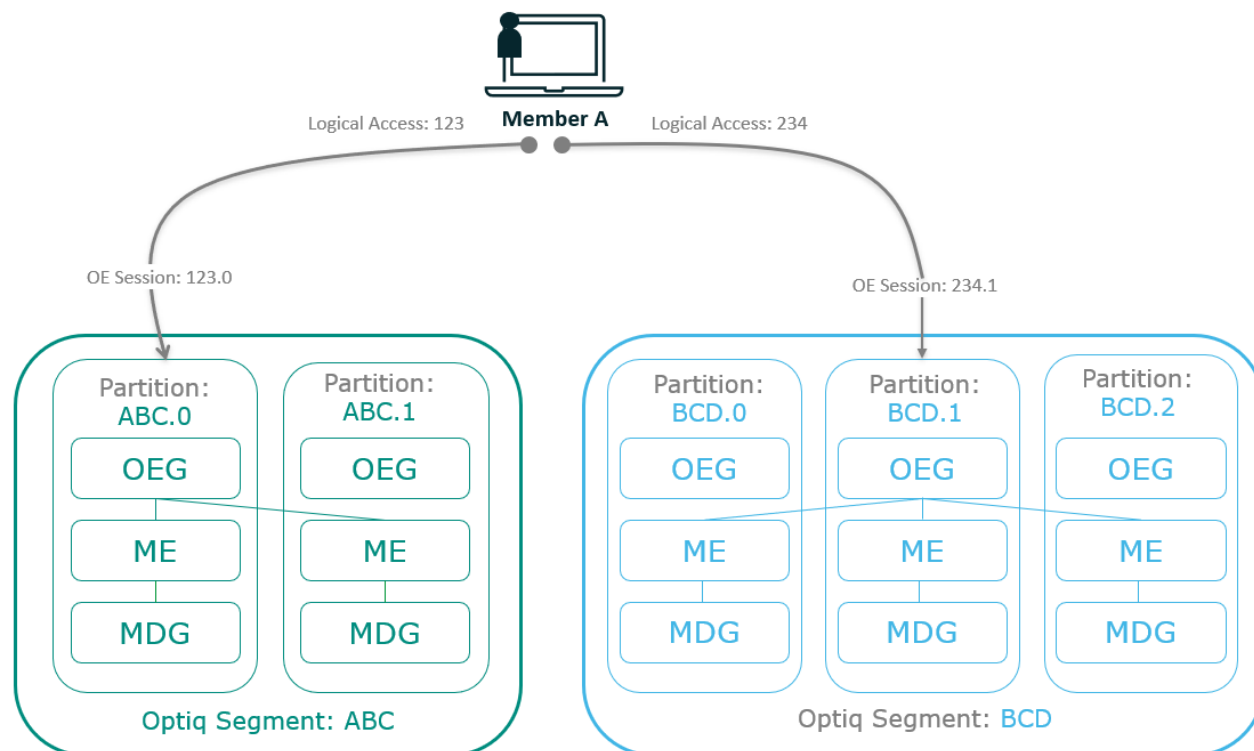 Member A
Logical Access: 123
Logical Access: 234
OE Session: 123.0
OE Session: 234.1
Partition:
ABC.0
OEG
ME
MDG
Partition:
ABC.1
OEG
ME
MDG
Optiq Segment: ABC
Partition:
BCD.0
OEG
ME
MDG
Partition:
BCD.1
OEG
ME
MDG
Partition:
BCD.2
OEG
ME
MDG
Optiq Segment: BCD